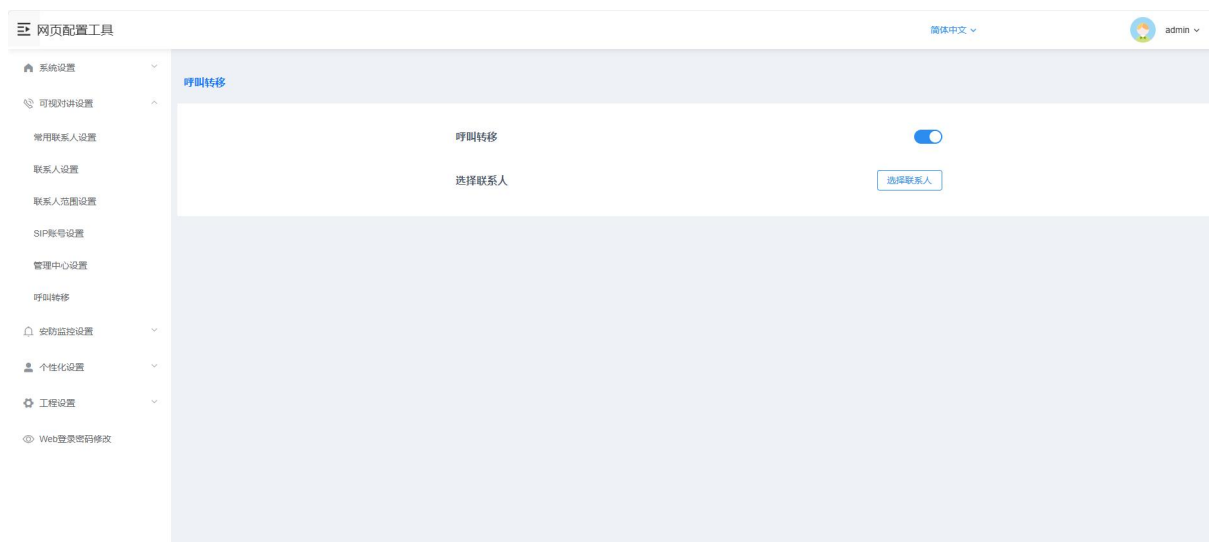 网页配置工具
简体中文
admin
系统设置
可视对讲设置
常用联系人设置
联系人设置
联系人范围设置
SIP账号设置
管理中心设置
呼叫转移
安防监控设置
个性化设置
工程设置
Web登录密码修改
呼叫转移
呼叫转移
选择联系人
选择联系人